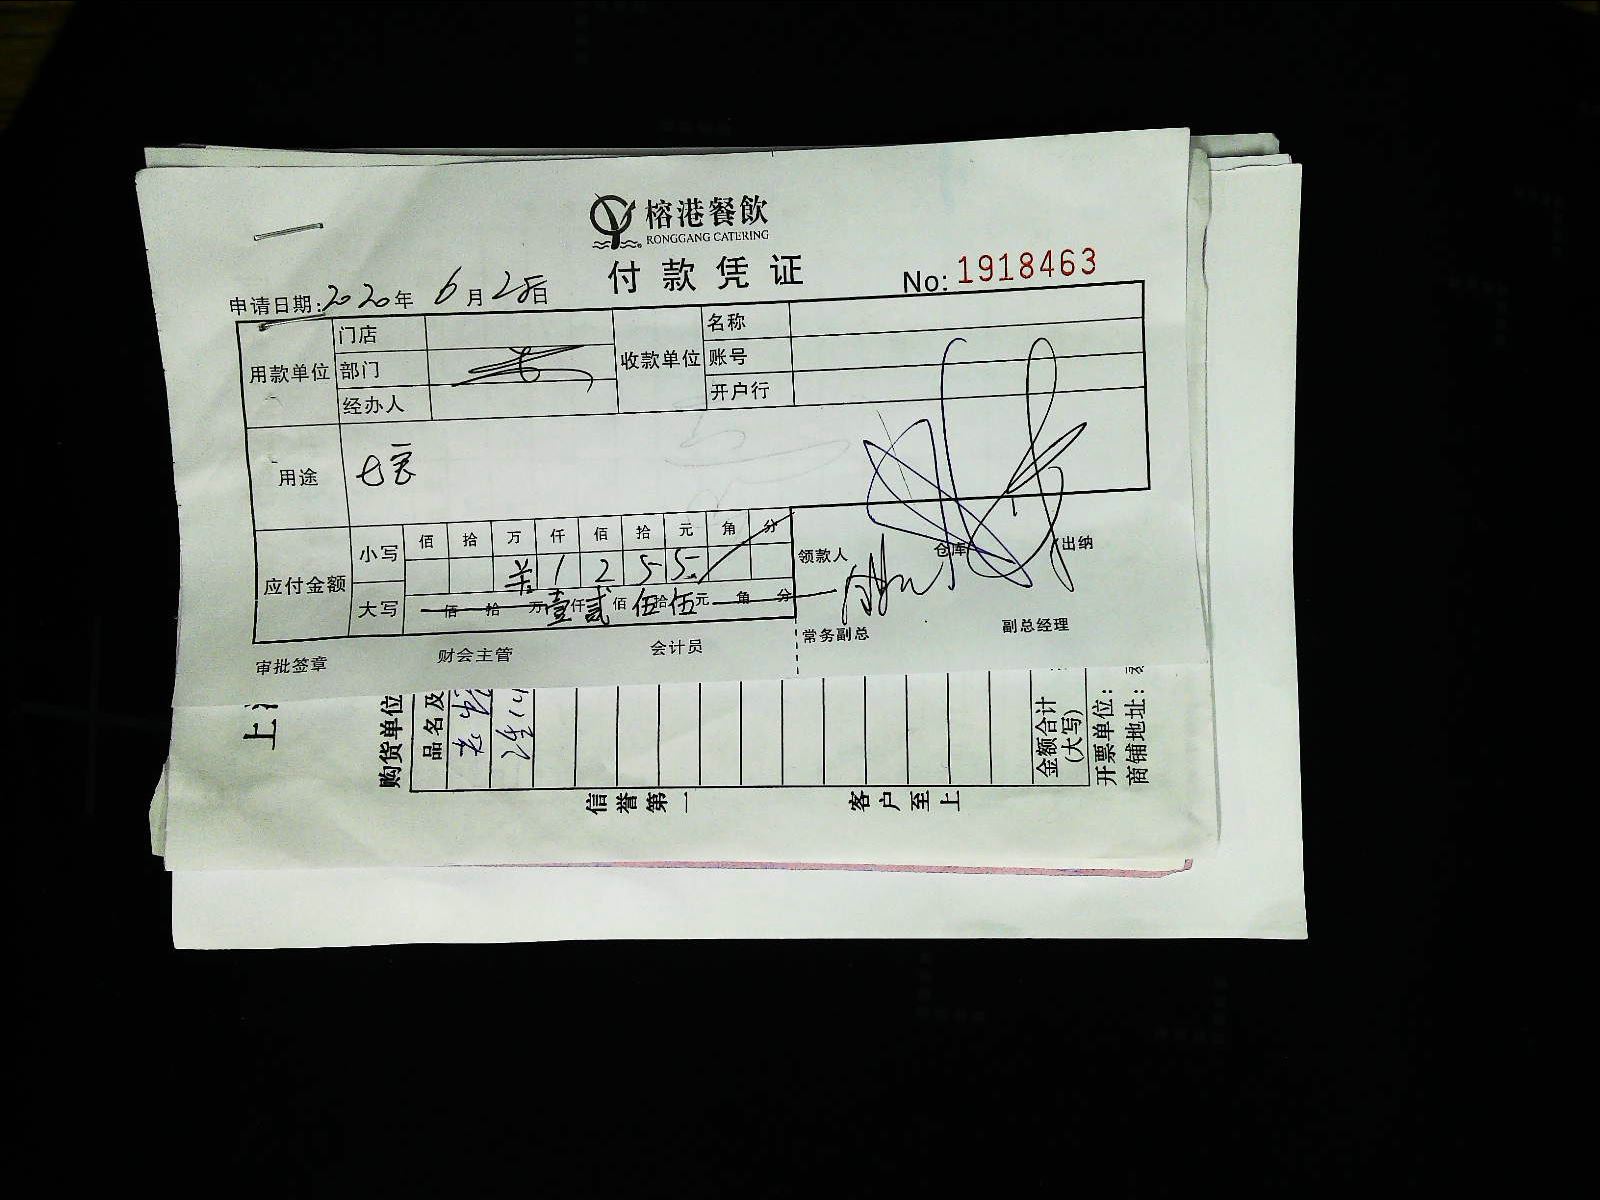 榕港餐飲
RONGGANG CATERING
付款凭证
No: 1918463
申请日期: 2020年 6月 28日
用款单位 门店 收款单位 名称
部门 账号
经办人 开户行
用途
应付金额 小写 佰 拾 万 仟 佰 拾 元 角 分
羊 1 2 5 5
大写 佰 拾 万 壹仟 贰佰 伍拾 伍元 角 分
领款人 仓库 出纳
审批签章 财会主管 会计员 常务副总 副总经理
上
购货单位
品名及
金额合计
(大写)
开票单位:
商铺地址:
信誉第一 客户至上